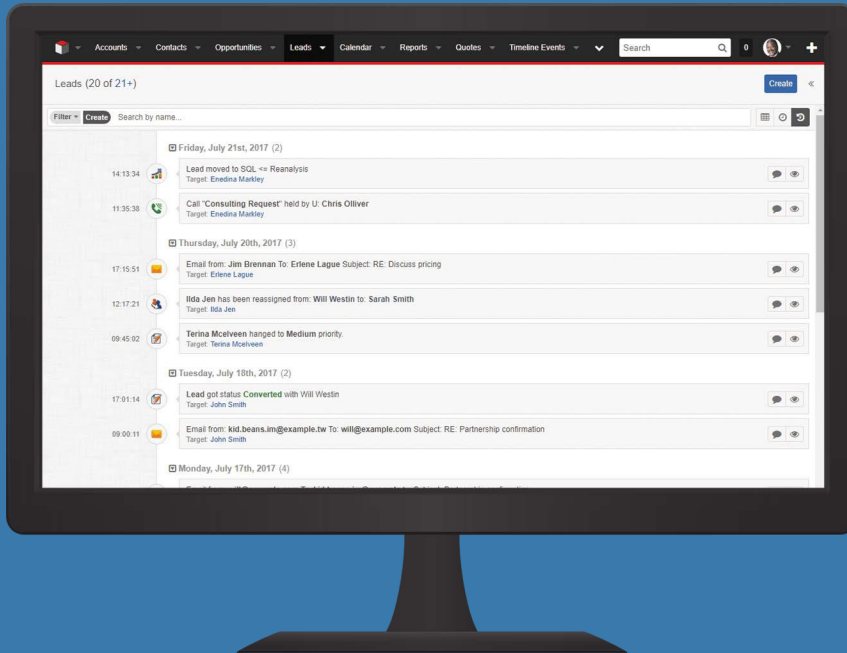 Accounts Contacts Opportunities Leads Calendar Reports Quotes Timeline Events Search 0
Leads (20 of 21+) Create
Filter Create Search by name...
Friday, July 21st, 2017 (2)
14:13:34 Lead moved to SQL <= Reanalysis
Target: Enedina Markley
11:35:38 Call "Consulting Request" held by U: Chris Olliver
Target: Enedina Markley
Thursday, July 20th, 2017 (3)
17:15:51 Email from: Jim Brennan To: Erlene Lague Subject: RE: Discuss pricing
Target: Erlene Lague
12:17:21 Ilda Jen has been reassigned from: Will Westin to: Sarah Smith
Target: Ilda Jen
09:45:02 Terina Mcelveen hanged to Medium priority.
Target: Terina Mcelveen
Tuesday, July 18th, 2017 (2)
17:01:14 Lead got status Converted with Will Westin
Target: John Smith
09:00:11 Email from: kid.beans.im@example.tw To: will@example.com Subject: RE: Partnership confirmation
Target: John Smith
Monday, July 17th, 2017 (4)